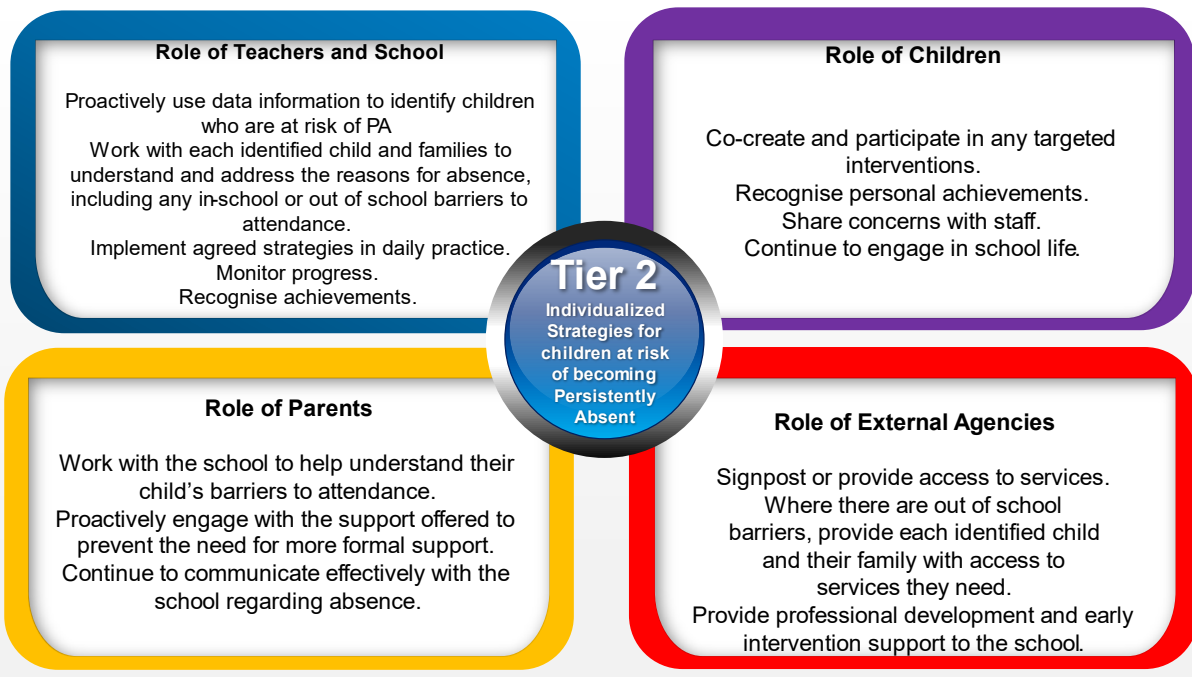 Role of Teachers and School
Proactively use data information to identify children
who are at risk of PA
Work with each identified child and families to
understand and address the reasons for absence,
including any in-school or out of school barriers to
attendance.
Implement agreed strategies in daily practice.
Monitor progress.
Recognise achievements.
Role of Children
Co-create and participate in any targeted
interventions.
Recognise personal achievements.
Share concerns with staff.
Continue to engage in school life.
Tier 2
Individualized
Strategies for
children at risk
of becoming
Persistently
Absent
Role of Parents
Work with the school to help understand their
child’s barriers to attendance.
Proactively engage with the support offered to
prevent the need for more formal support.
Continue to communicate effectively with the
school regarding absence.
Role of External Agencies
Signpost or provide access to services.
Where there are out of school
barriers, provide each identified child
and their family with access to
services they need.
Provide professional development and early
intervention support to the school.